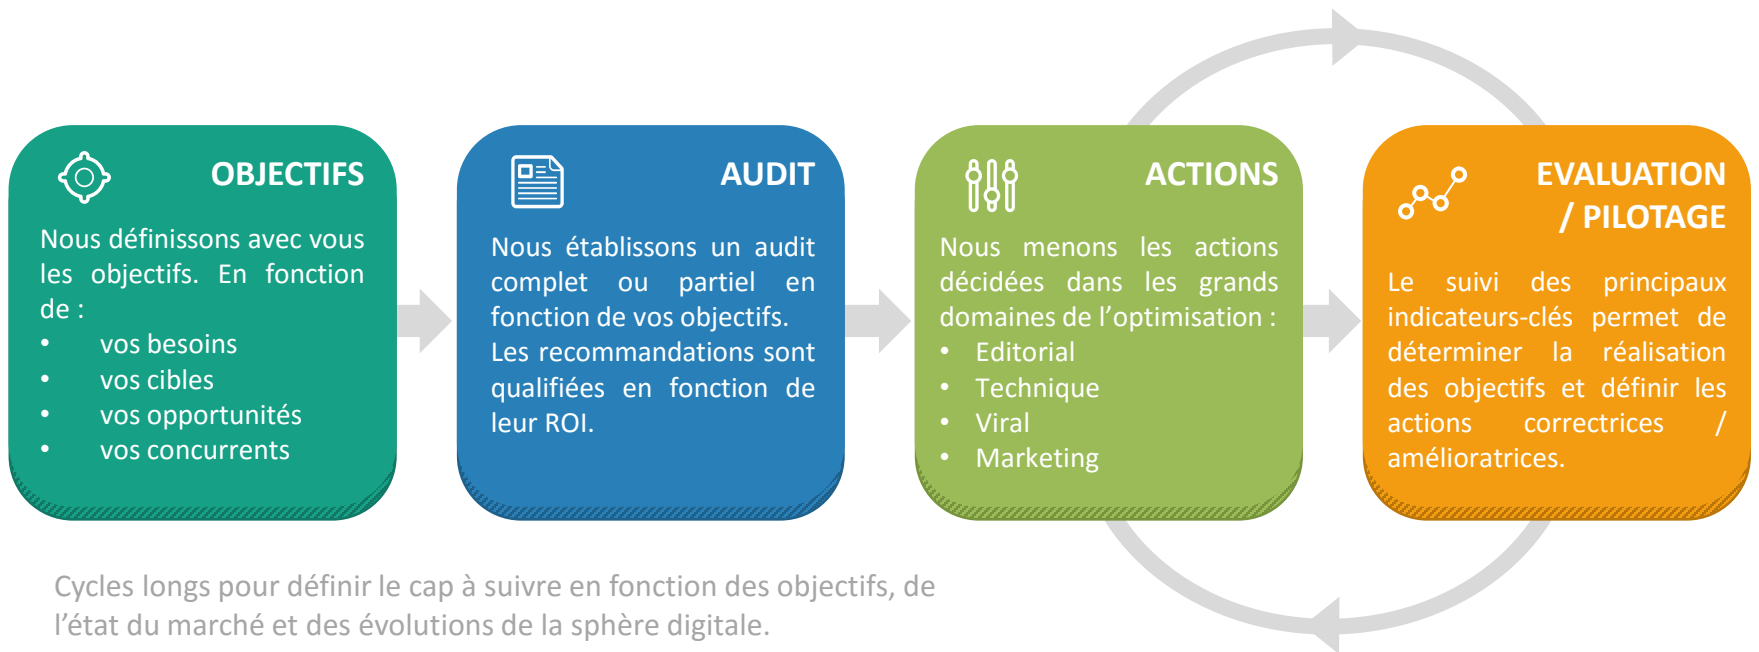 OBJECTIFS
Nous définissons avec vous
les objectifs. En fonction
de :
• vos besoins
• vos cibles
• vos opportunités
• vos concurrents
AUDIT
Nous établissons un audit
complet ou partiel en
fonction de vos objectifs.
Les recommandations sont
qualifiées en fonction de
leur ROI.
ACTIONS
Nous menons les actions
décidées dans les grands
domaines de l’optimisation :
• Editorial
• Technique
• Viral
• Marketing
EVALUATION
/ PILOTAGE
Le suivi des principaux
indicateurs-clés permet de
déterminer la réalisation
des objectifs et définir les
actions correctrices /
amélioratrices.
Cycles longs pour définir le cap à suivre en fonction des objectifs, de
l’état du marché et des évolutions de la sphère digitale.